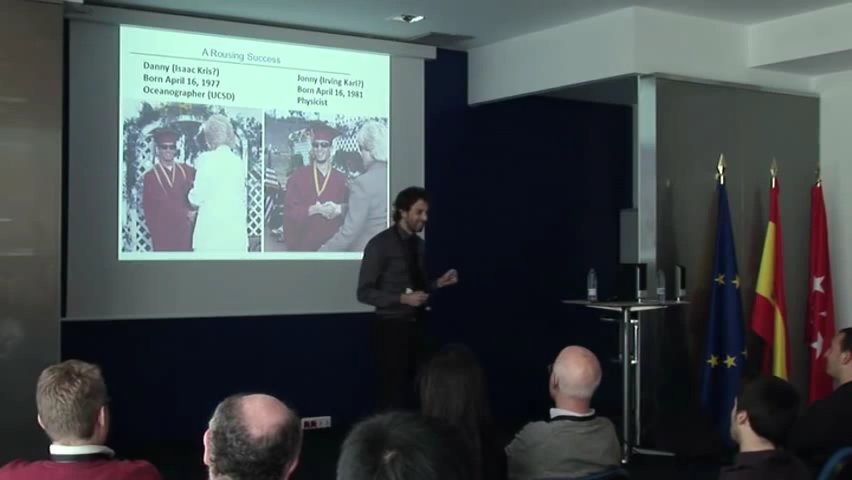 A Rousing Success
Danny (Isaac Kris?)
Born April 16, 1977
Oceanographer (UCSD)
Jonny (Irving Karl?)
Born April 16, 1981
Physicist